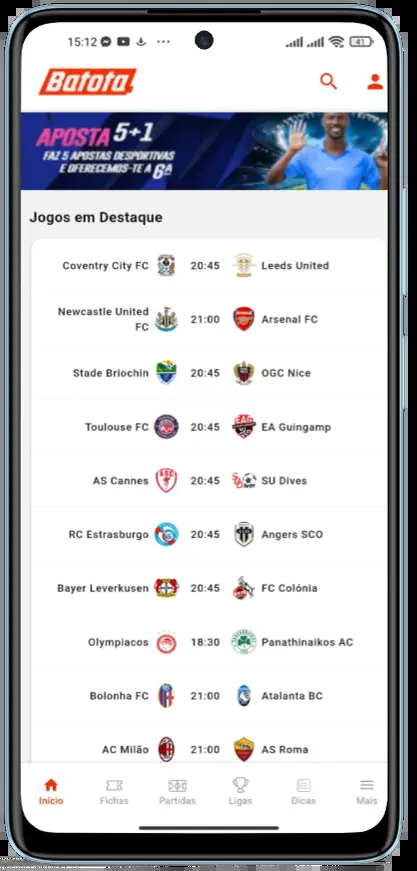 15:12
41
Batota
APOSTA 5+1
FAZ 5 APOSTAS DESPORTIVAS
E OFERECEMOS-TE A 6ª
Jogos em Destaque
Coventry City FC 20:45 Leeds United
Newcastle United
FC 21:00 Arsenal FC
Stade Briochin 20:45 OGC Nice
Toulouse FC 20:45 EA Guingamp
AS Cannes 20:45 SU Dives
RC Estrasburgo 20:45 Angers SCO
Bayer Leverkusen 20:45 FC Colónia
Olympiacos 18:30 Panathinaikos AC
Bolonha FC 21:00 Atalanta BC
AC Milão 21:00 AS Roma
Início Fichas Partidas Ligas Dicas Mais